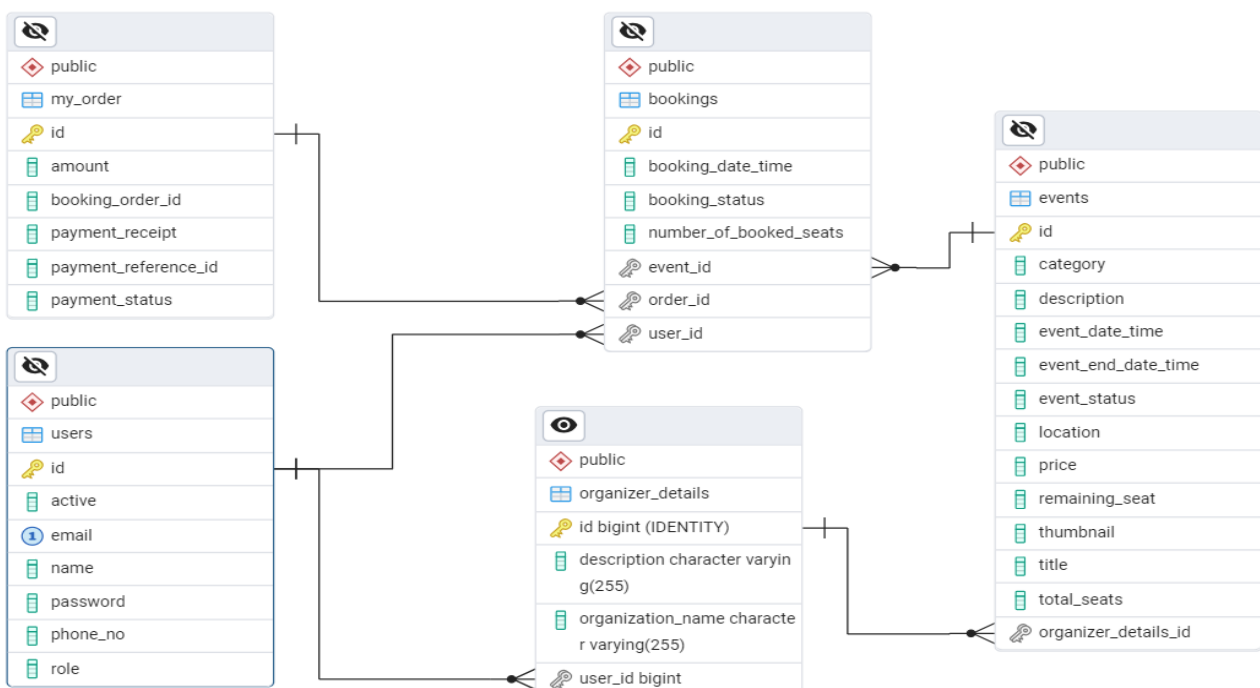 public
my_order
id
amount
booking_order_id
payment_receipt
payment_reference_id
payment_status
public
users
id
active
1
email
name
password
phone_no
role
public
bookings
id
booking_date_time
booking_status
number_of_booked_seats
event_id
order_id
user_id
public
organizer_details
id bigint (IDENTITY)
description character varyin
g(255)
organization_name characte
r varying(255)
user_id bigint
public
events
id
category
description
event_date_time
event_end_date_time
event_status
location
price
remaining_seat
thumbnail
title
total_seats
organizer_details_id